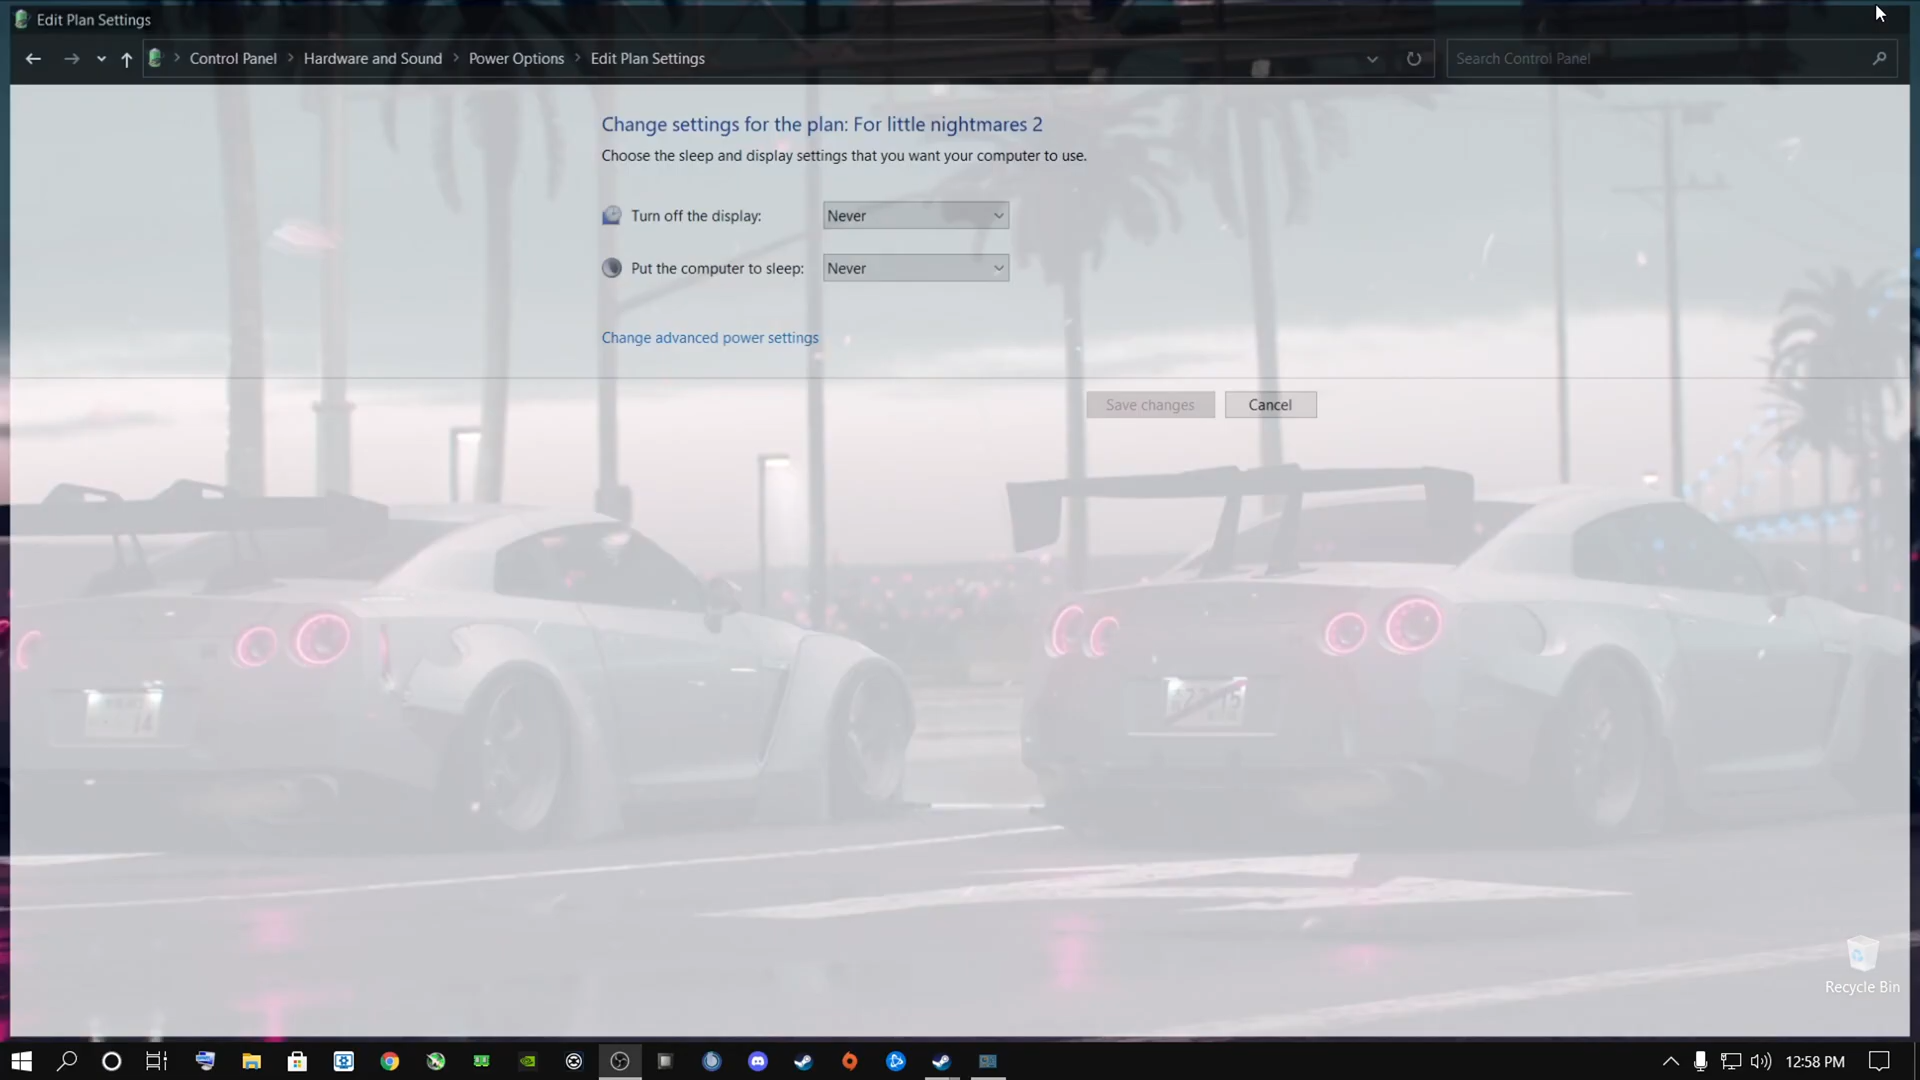 Edit Plan Settings
Control Panel > Hardware and Sound > Power Options > Edit Plan Settings
Search Control Panel
Change settings for the plan: For little nightmares 2
Choose the sleep and display settings that you want your computer to use.
Turn off the display: Never
Put the computer to sleep: Never
Change advanced power settings
Save changes Cancel
Recycle Bin
12:58 PM